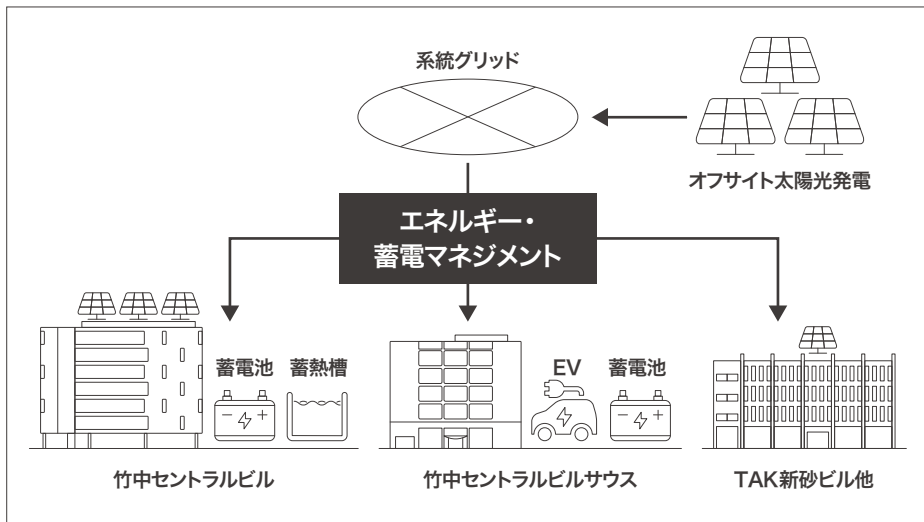 系統グリッド
オフサイト太陽光発電
エネルギー・
蓄電マネジメント
蓄電池
蓄熱槽
EV
蓄電池
竹中セントラルビル
竹中セントラルビルサウス
TAK新砂ビル他